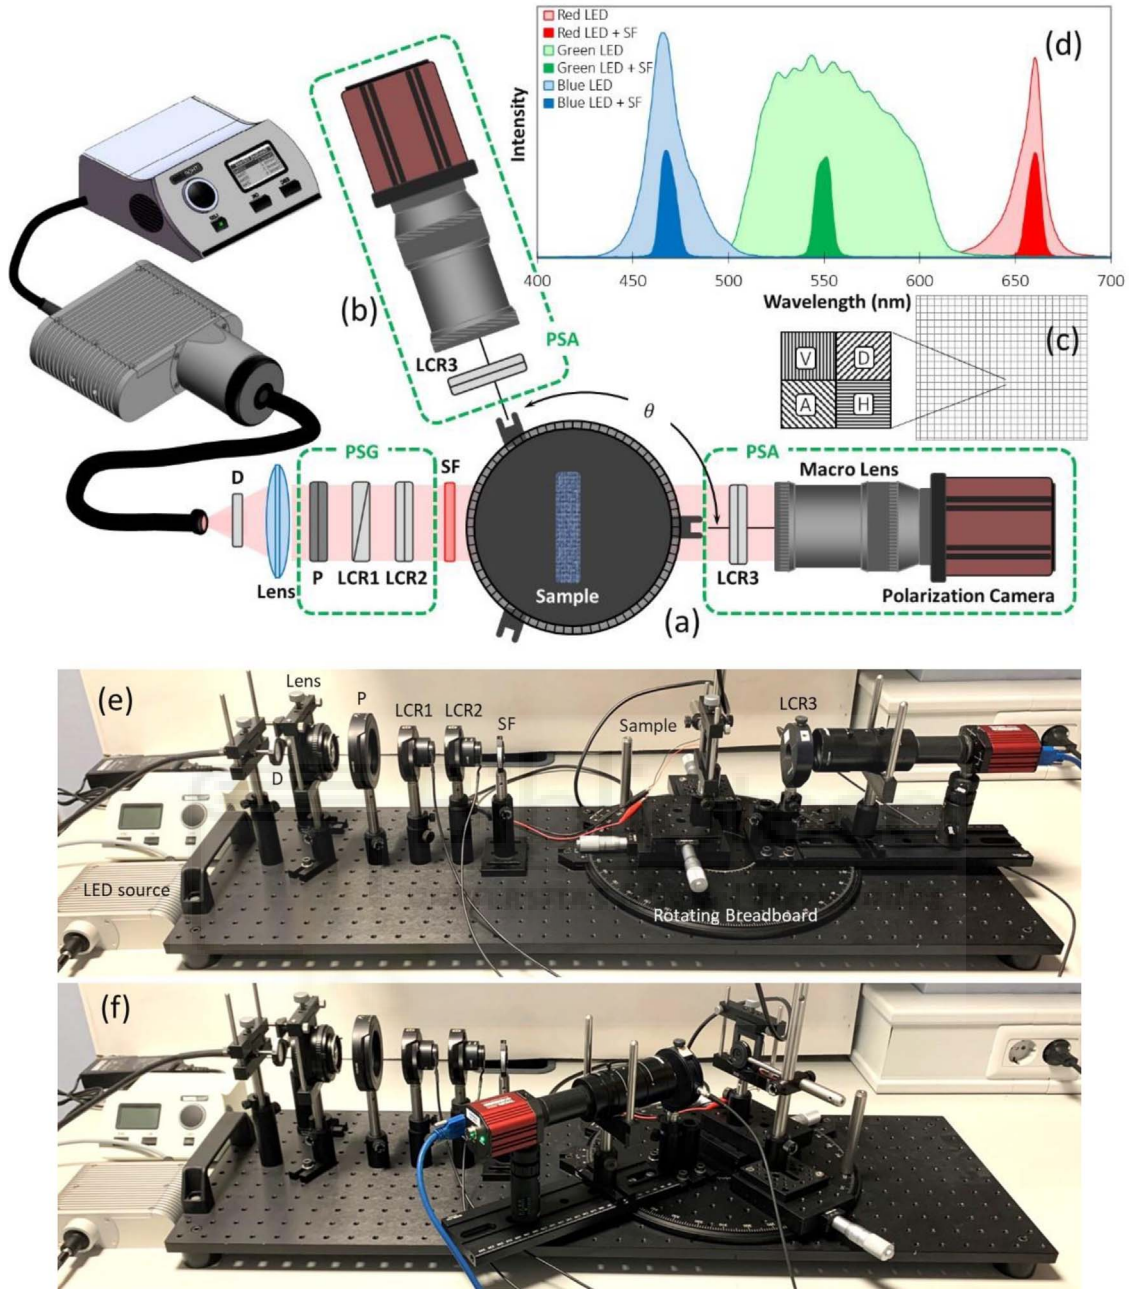 Red LED
Red LED + SF
Green LED
Green LED + SF
Blue LED
Blue LED + SF
(d)
Intensity
400 450 500 550 600 650 700
Wavelength (nm)
(b)
LCR3
PSA
(c)
V D
A H
θ
PSG
SF
D
Lens
P LCR1 LCR2
Sample
(a)
PSA
Macro Lens
LCR3
Polarization Camera
(e)
Lens
P
LCR1 LCR2
SF
D
Sample
LCR3
LED source
Rotating Breadboard
(f)